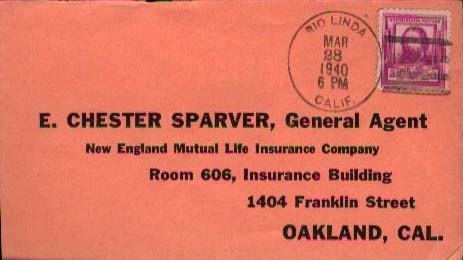 RIO LINDA
MAR
28
1940
6 PM
CALIF.
E. CHESTER SPARVER, General Agent
New England Mutual Life Insurance Company
Room 606, Insurance Building
1404 Franklin Street
OAKLAND, CAL.